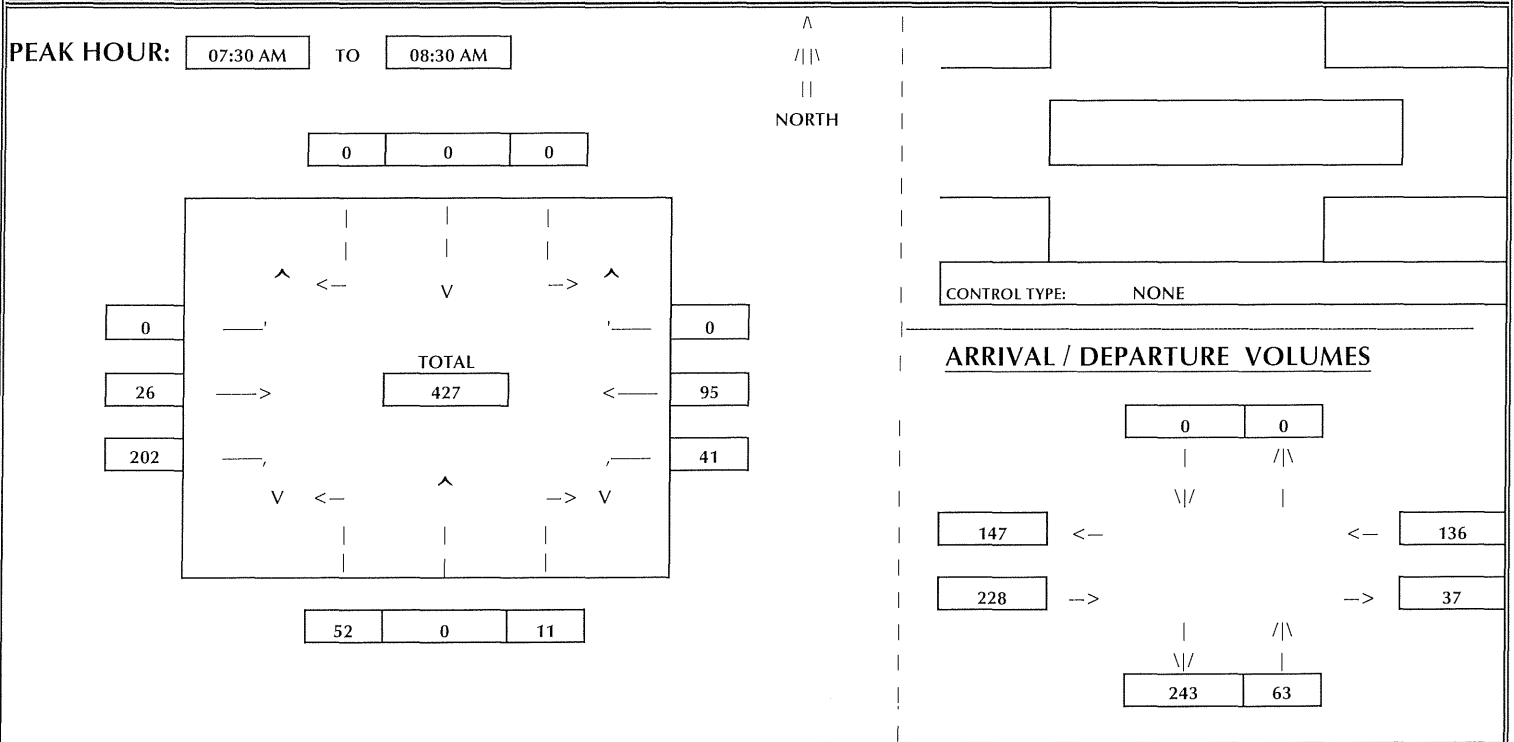 PEAK HOUR: 07:30 AM TO 08:30 AM
NORTH
0 0 0
0 0
TOTAL
26 427 95
202 41
52 0 11
CONTROL TYPE: NONE
ARRIVAL / DEPARTURE VOLUMES
0 0
147 136
228 37
243 63